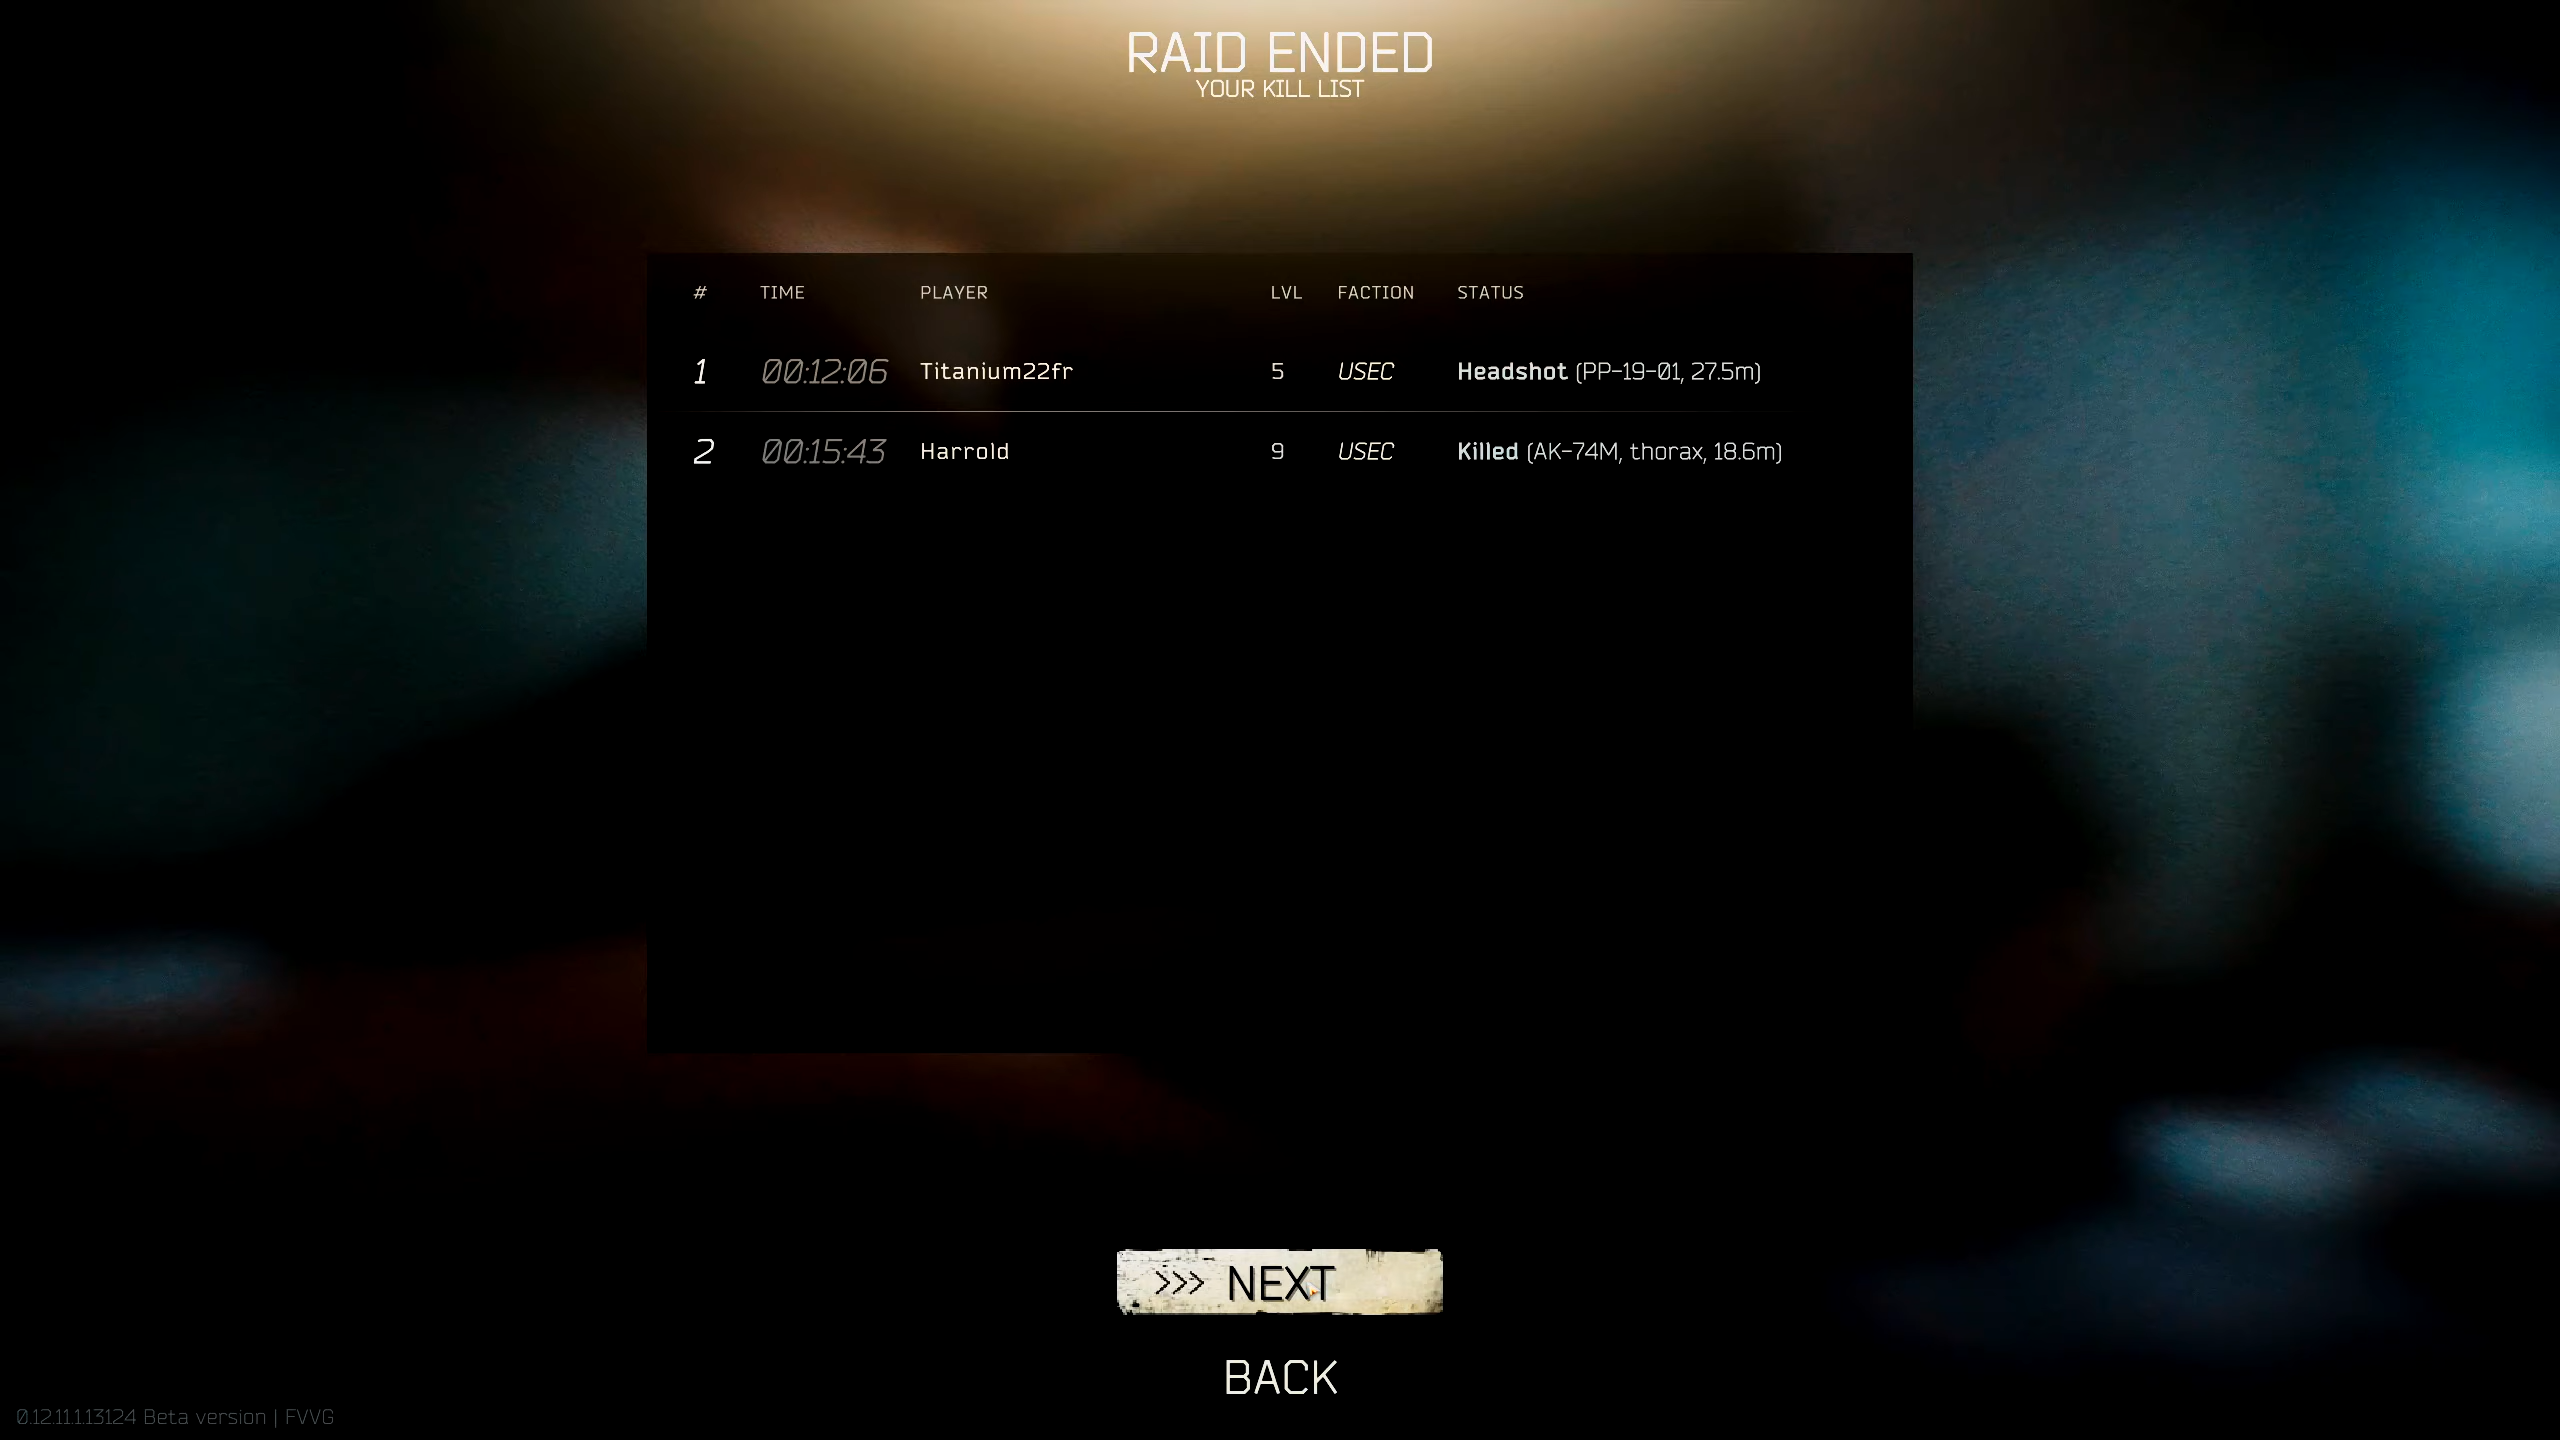 RAID ENDED
YOUR KILL LIST
# TIME PLAYER LVL FACTION STATUS
1 00:12:06 Titanium22fr 5 USEC Headshot (PP-19-01, 27.5m)
2 00:15:43 Harrold 9 USEC Killed (AK-74M, thorax, 18.6m)
>>> NEXT
BACK
0.12.11.1.13124 Beta version | FVVG